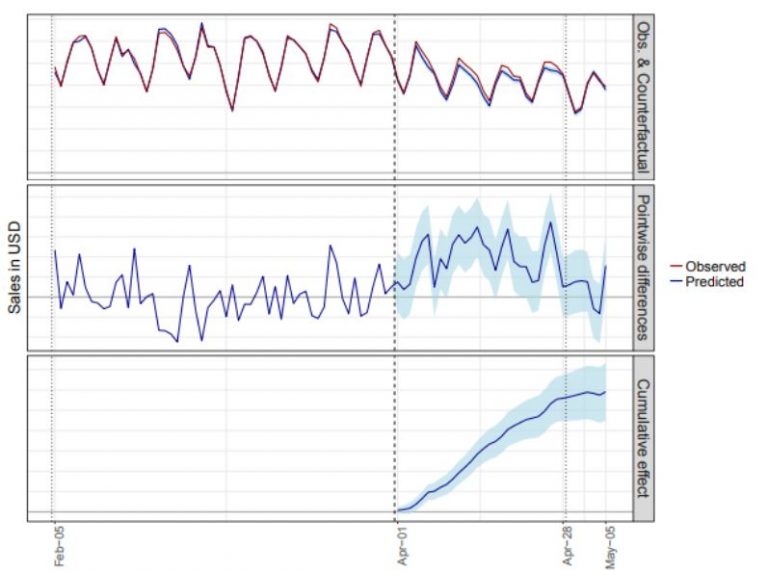 Obs. & Counterfactual
Pointwise differences
Sales in USD
Observed
Predicted
Cumulative effect
Feb-05
Apr-01
Apr-28
May-05